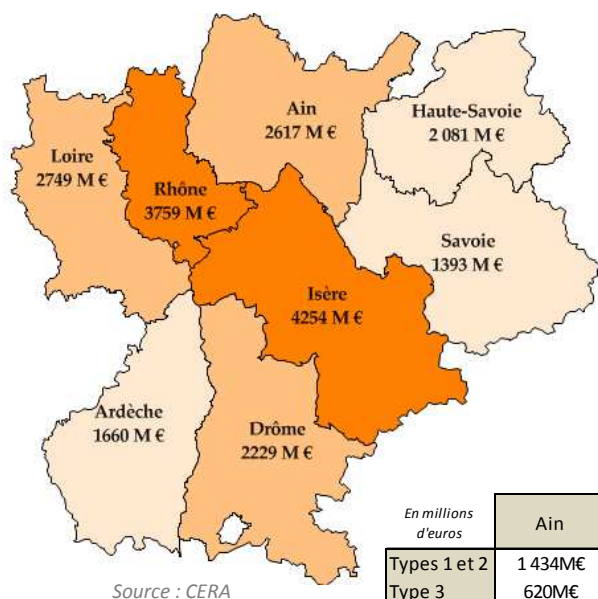 Ain
2617 M €
Haute-Savoie
2 081 M €
Loire
2749 M €
Rhône
3759 M €
Savoie
1393 M €
Isère
4254 M €
Ardèche
1660 M €
Drôme
2229 M €
En millions
d'euros
Ain
Types 1 et 2
1 434M€
Type 3
620M€
Source : CERA